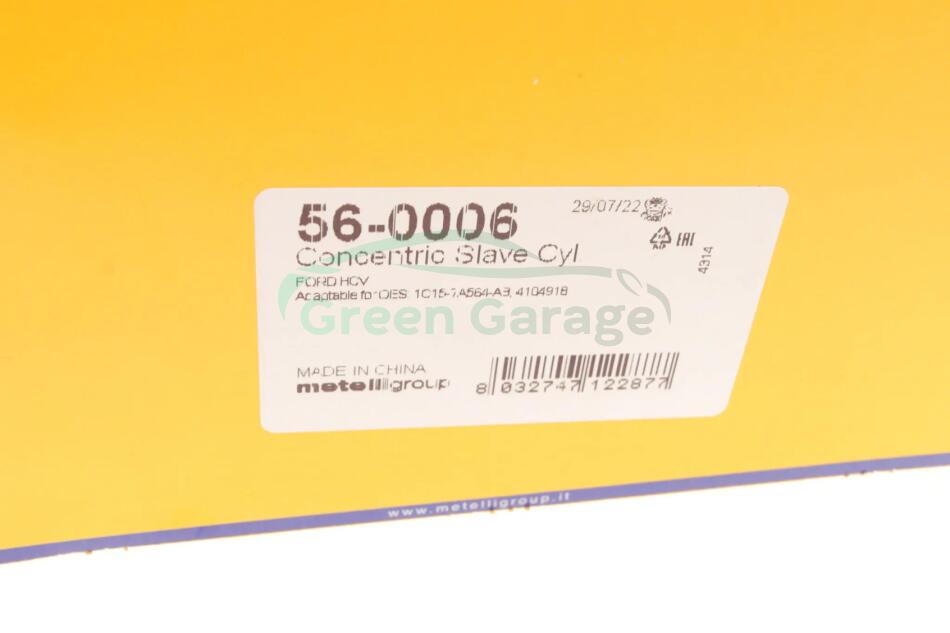 56-0006
29/07/22
Concentric Slave Cyl
EAC
4314
FORD HCV
Adaptable for OES: 1C15-7A564-AB, 4104918
Green Garage
MADE IN CHINA
metelligroup
8 032747 122877
www.metelligroup.it